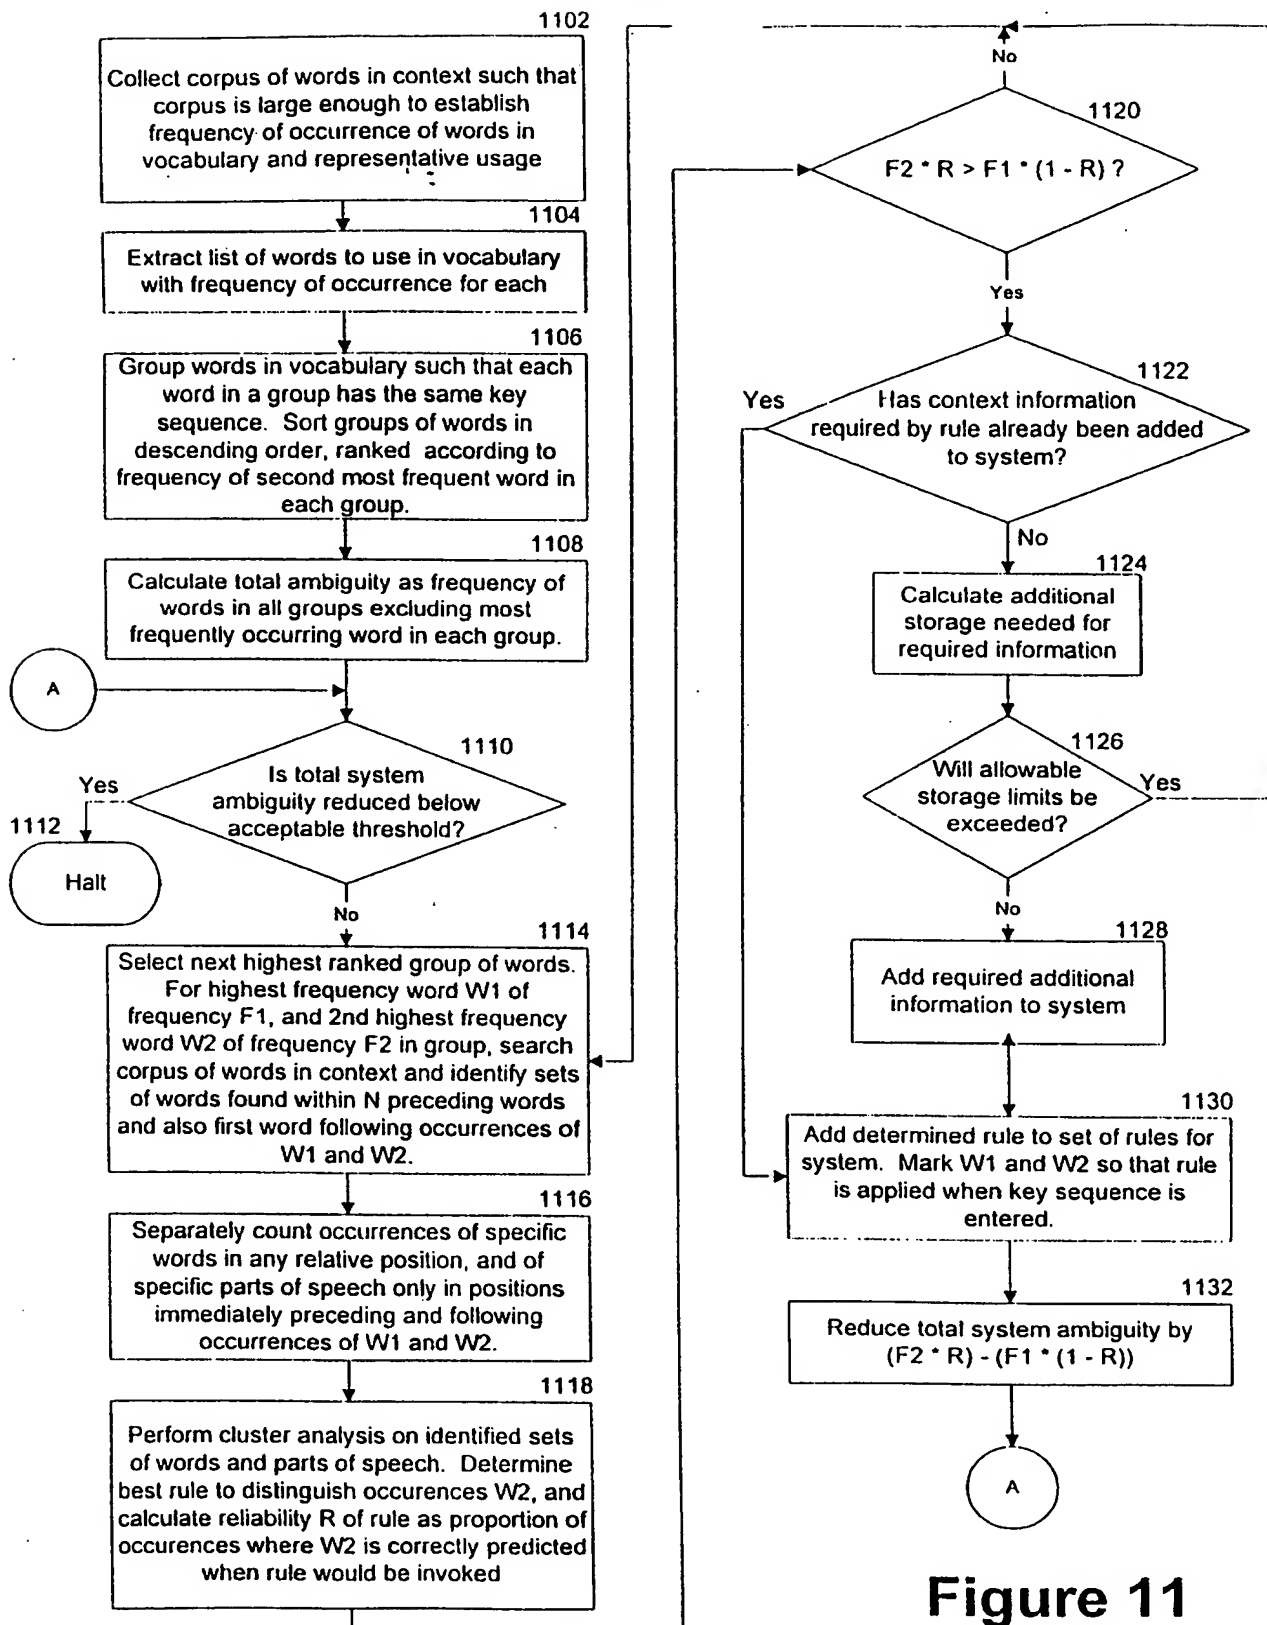 1102
Collect corpus of words in context such that
corpus is large enough to establish
frequency of occurrence of words in
vocabulary and representative usage
1104
Extract list of words to use in vocabulary
with frequency of occurrence for each
1106
Group words in vocabulary such that each
word in a group has the same key
sequence. Sort groups of words in
descending order, ranked according to
frequency of second most frequent word in
each group.
1108
Calculate total ambiguity as frequency of
words in all groups excluding most
frequently occurring word in each group.
A
1110
Is total system
ambiguity reduced below
acceptable threshold?
Yes
1112
Halt
No
1114
Select next highest ranked group of words.
For highest frequency word W1 of
frequency F1, and 2nd highest frequency
word W2 of frequency F2 in group, search
corpus of words in context and identify sets
of words found within N preceding words
and also first word following occurrences of
W1 and W2.
1116
Separately count occurrences of specific
words in any relative position, and of
specific parts of speech only in positions
immediately preceding and following
occurrences of W1 and W2.
1118
Perform cluster analysis on identified sets
of words and parts of speech. Determine
best rule to distinguish occurences W2, and
calculate reliability R of rule as proportion of
occurences where W2 is correctly predicted
when rule would be invoked
No
1120
F2 * R > F1 * (1 - R) ?
Yes
1122
Yes
Has context information
required by rule already been added
to system?
No
1124
Calculate additional
storage needed for
required information
1126
Will allowable
storage limits be
exceeded?
Yes
No
1128
Add required additional
information to system
1130
Add determined rule to set of rules for
system. Mark W1 and W2 so that rule
is applied when key sequence is
entered.
1132
Reduce total system ambiguity by
(F2 * R) - (F1 * (1 - R))
A
Figure 11